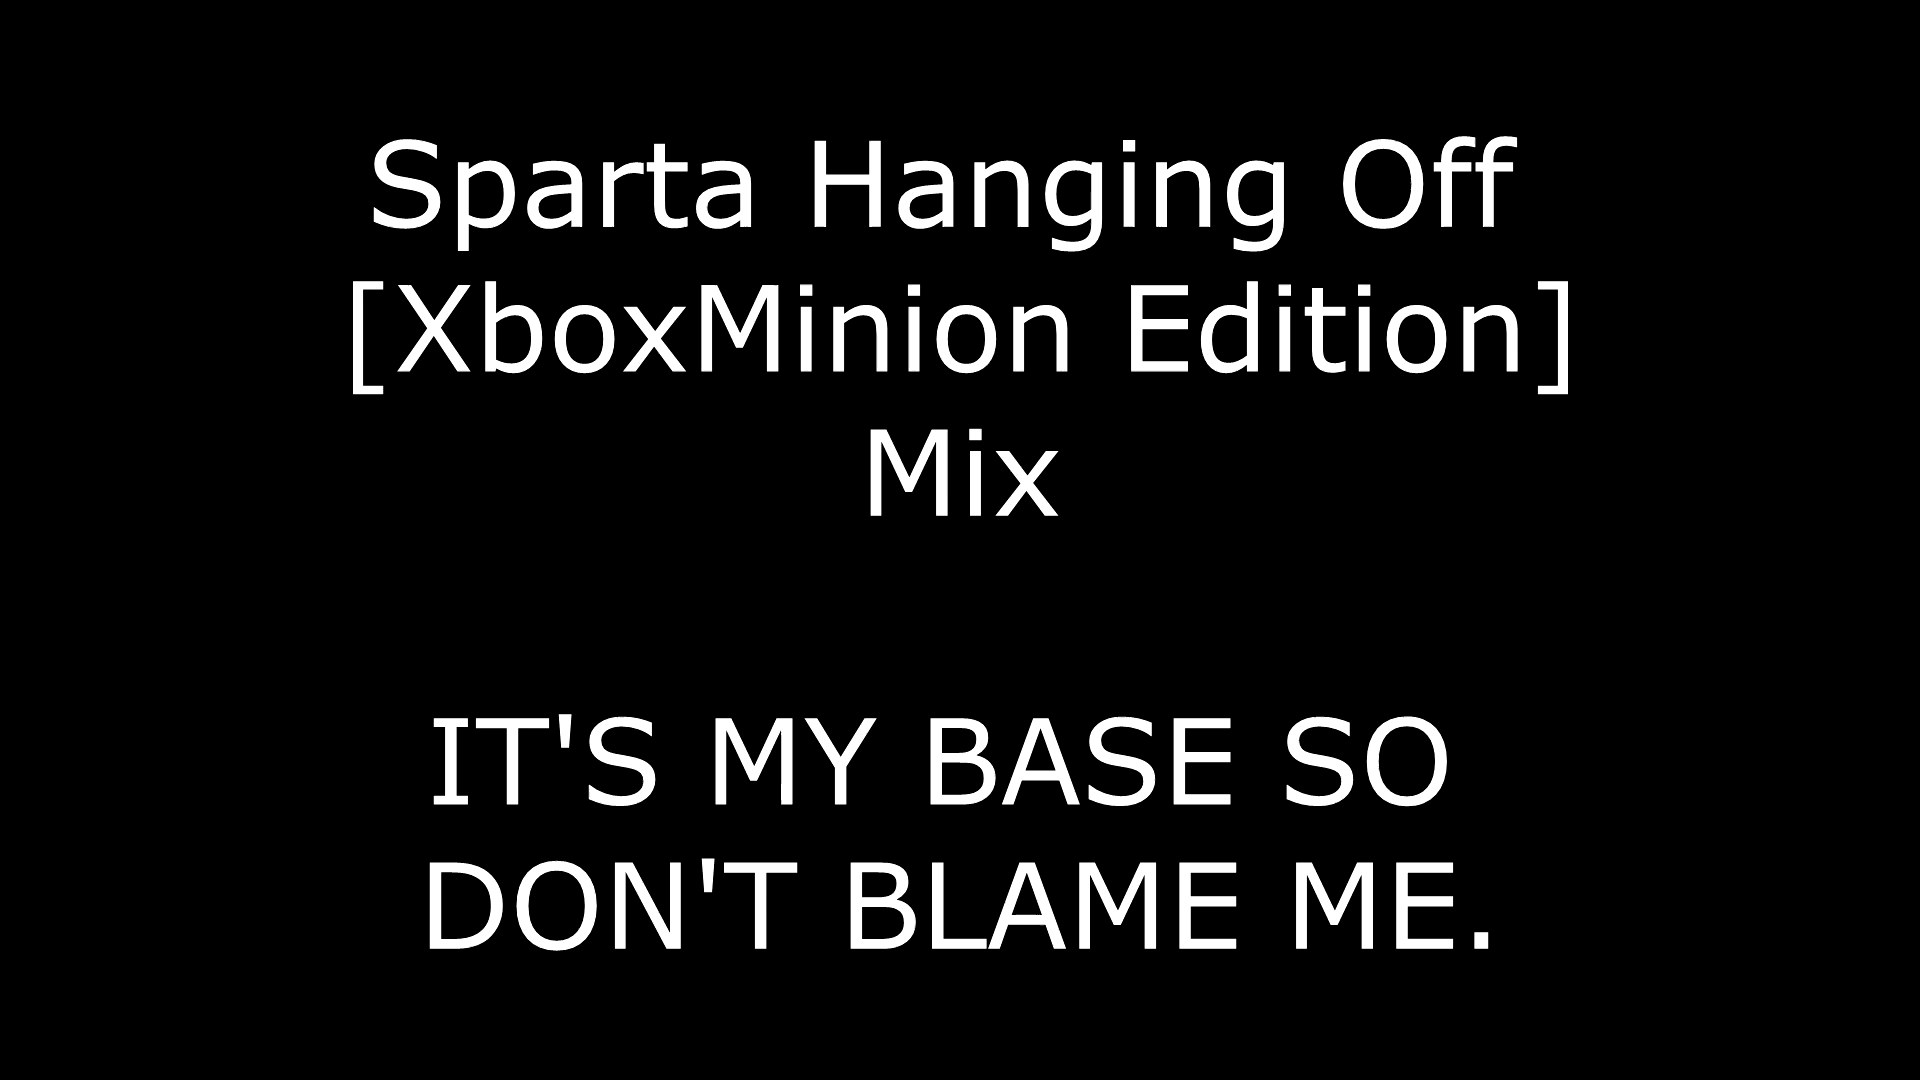 Sparta Hanging Off
[XboxMinion Edition]
Mix
IT'S MY BASE SO
DON'T BLAME ME.